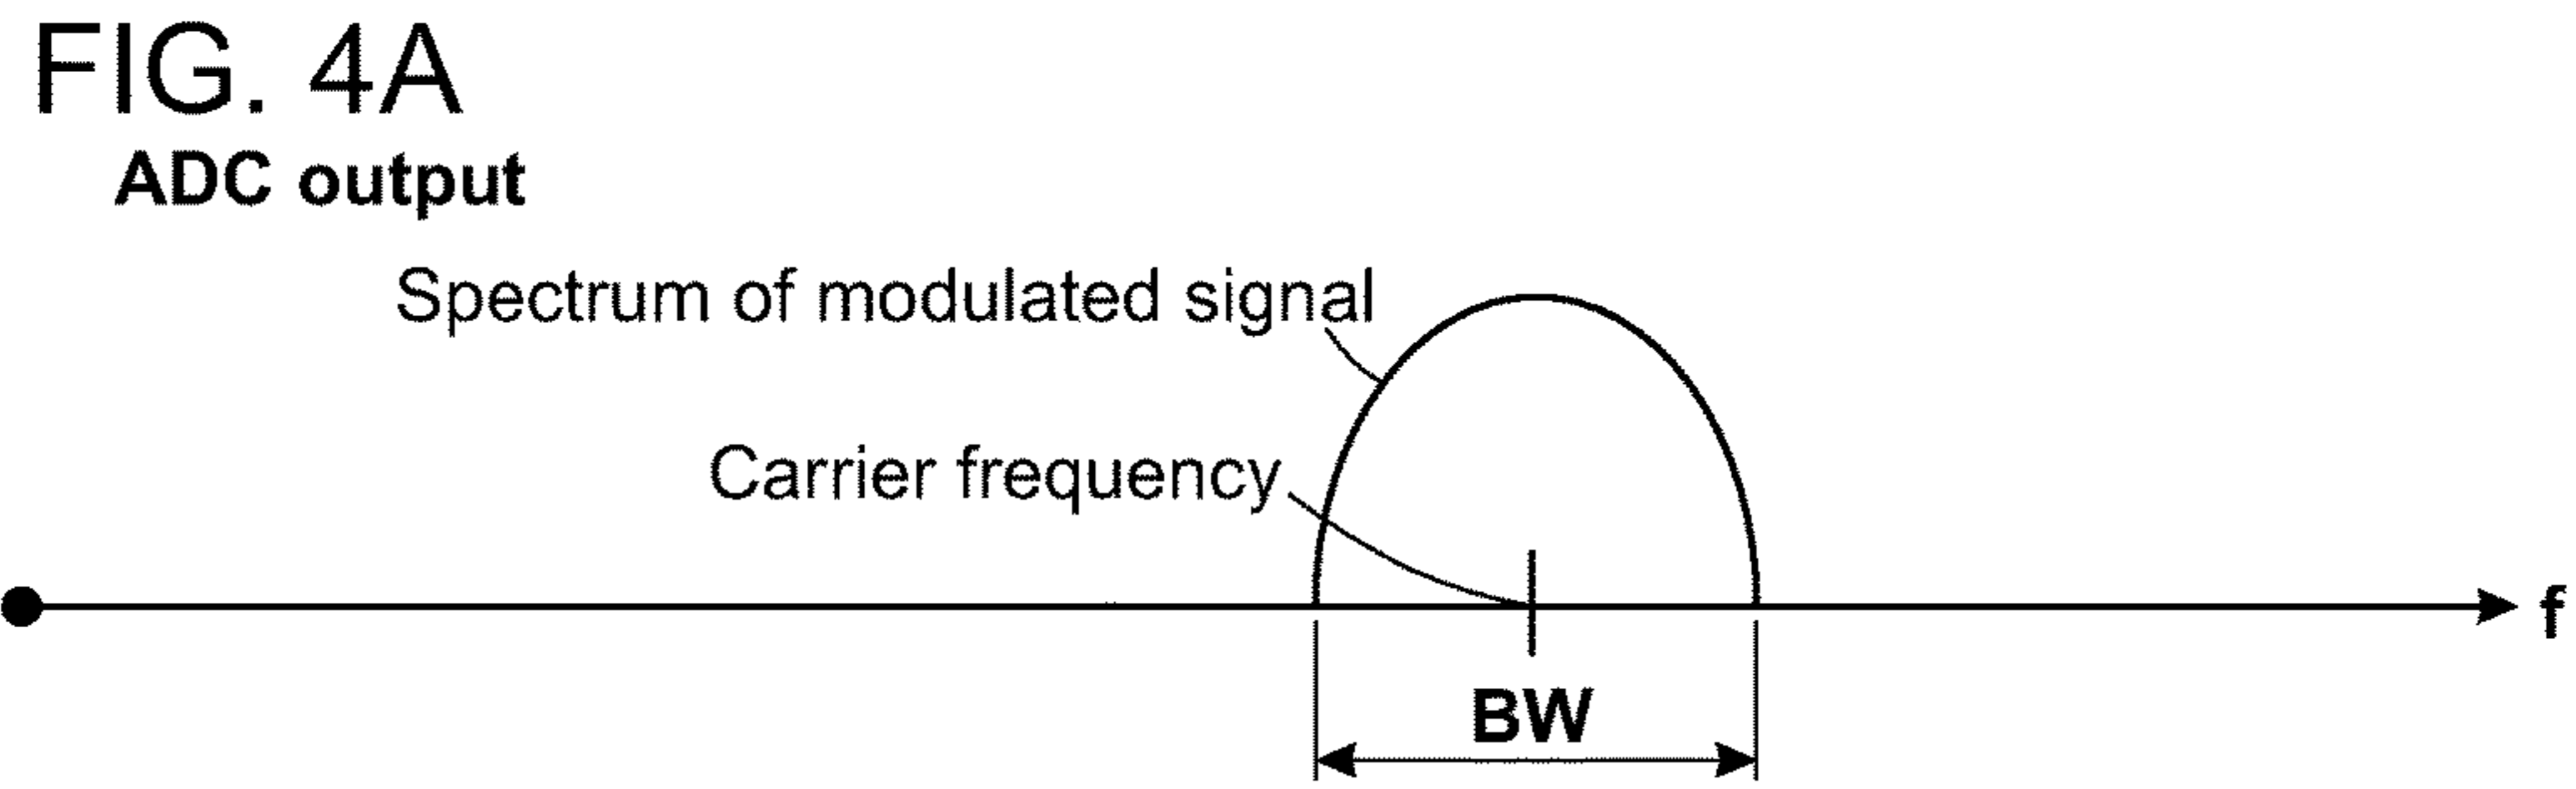 FIG. 4A
ADC output
Spectrum of modulated signal
Carrier frequency
f
BW